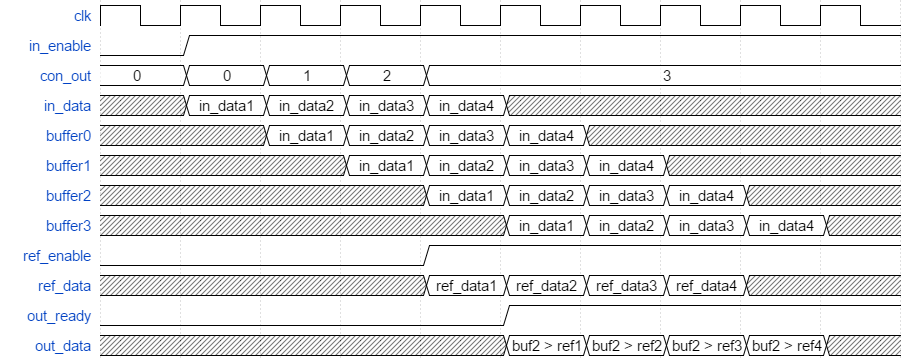 clk
in_enable
con_out 0 0 1 2 3
in_data in_data1 in_data2 in_data3 in_data4
buffer0 in_data1 in_data2 in_data3 in_data4
buffer1 in_data1 in_data2 in_data3 in_data4
buffer2 in_data1 in_data2 in_data3 in_data4
buffer3 in_data1 in_data2 in_data3 in_data4
ref_enable
ref_data ref_data1 ref_data2 ref_data3 ref_data4
out_ready
out_data buf2 > ref1 buf2 > ref2 buf2 > ref3 buf2 > ref4